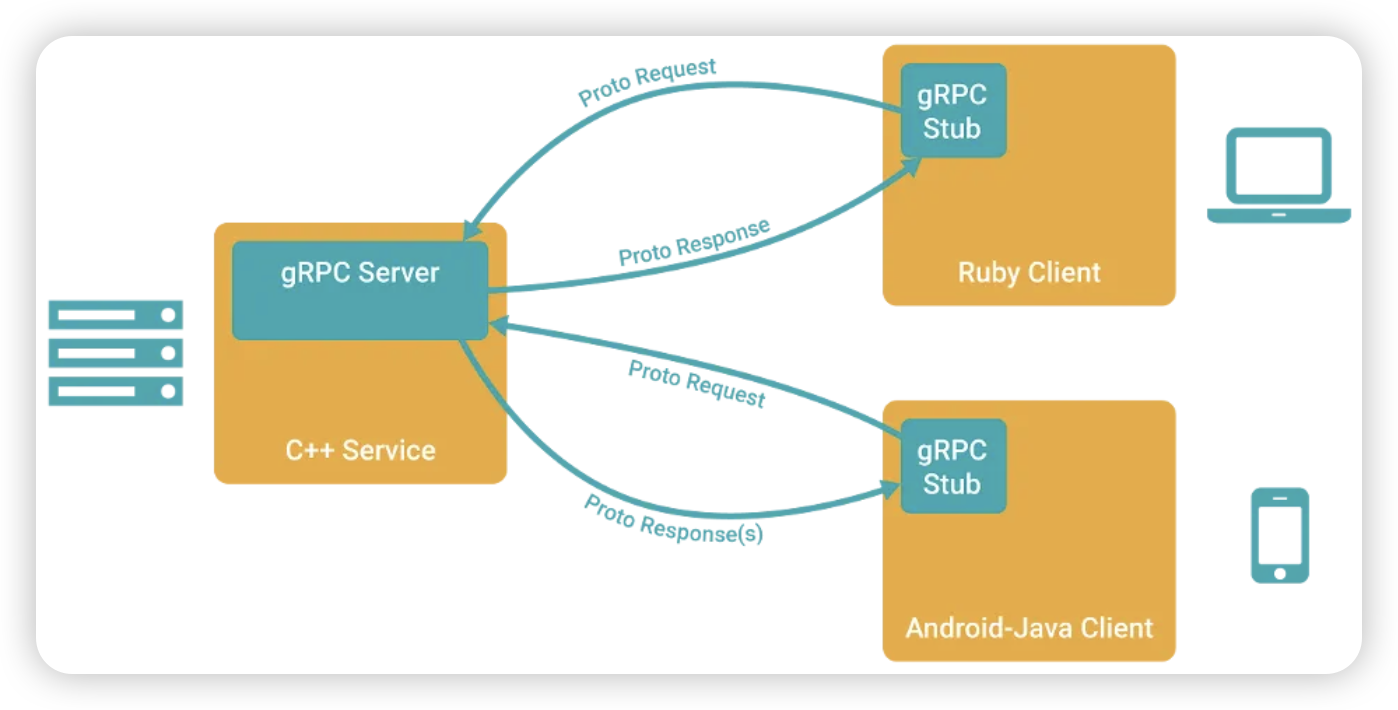 Proto Request
gRPC
Stub
Proto Response
Ruby Client
gRPC Server
C++ Service
Proto Request
gRPC
Stub
Proto Response(s)
Android-Java Client